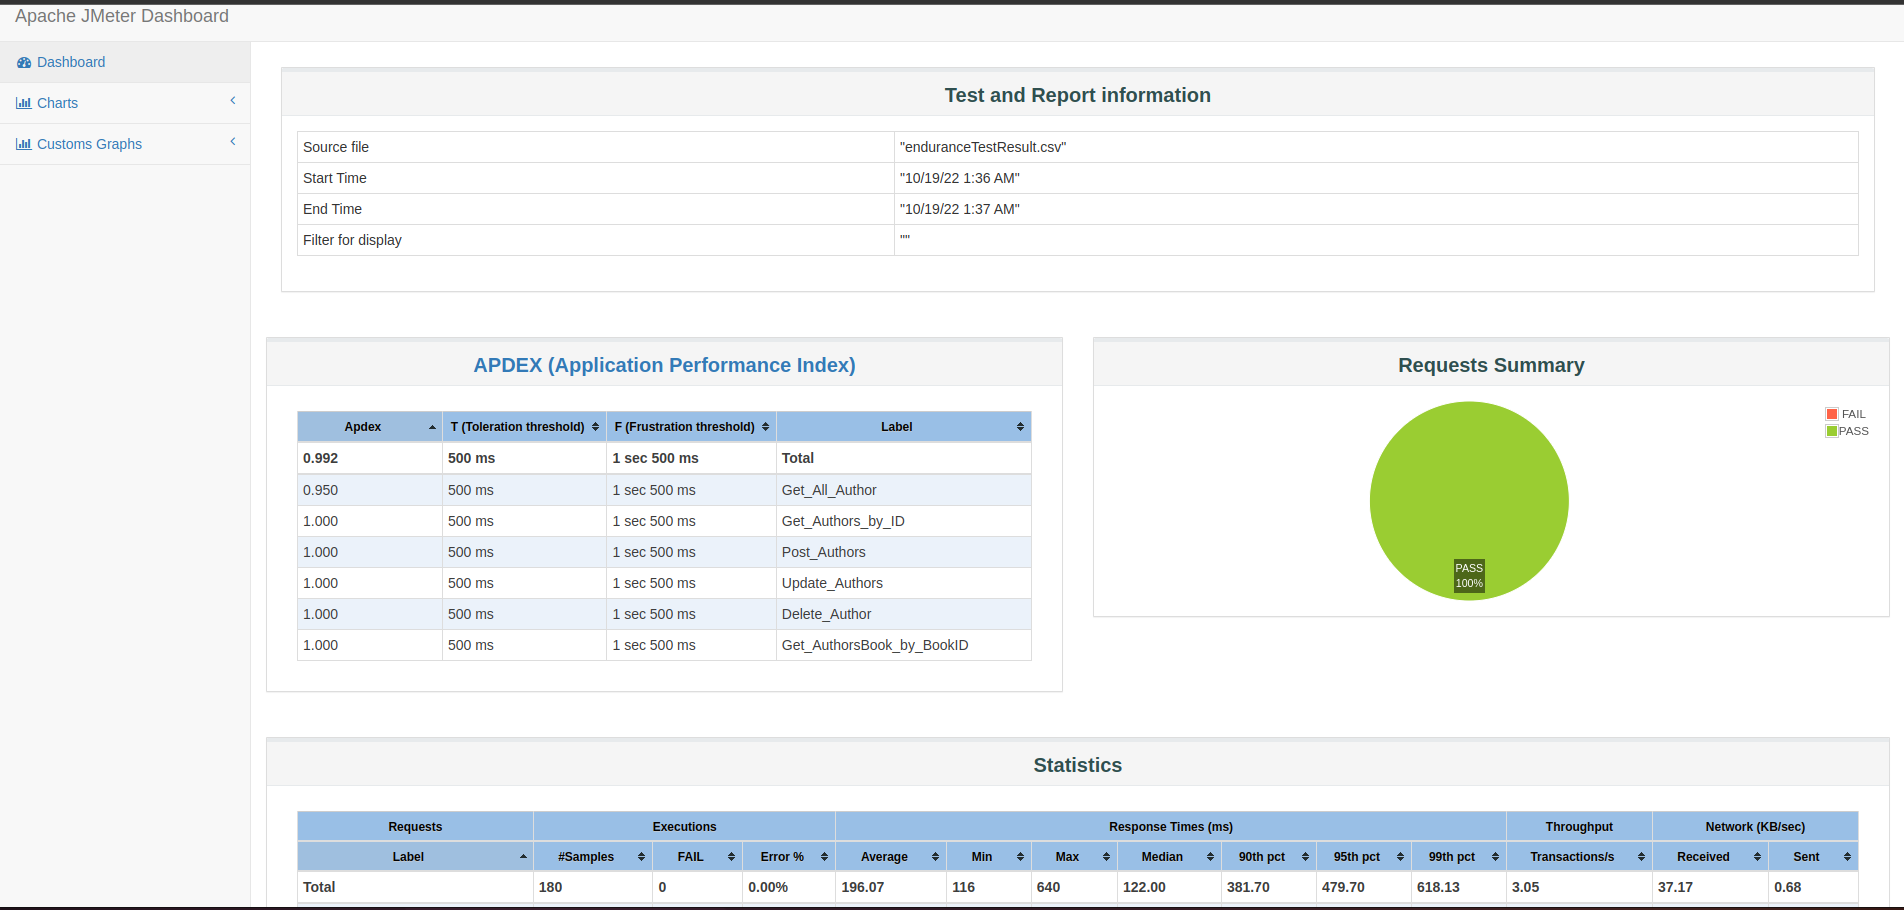 Apache JMeter Dashboard
Dashboard
Charts
Customs Graphs
Test and Report information
Source file "enduranceTestResult.csv"
Start Time "10/19/22 1:36 AM"
End Time "10/19/22 1:37 AM"
Filter for display ""
APDEX (Application Performance Index)
Apdex T (Toleration threshold) F (Frustration threshold) Label
0.992 500 ms 1 sec 500 ms Total
0.950 500 ms 1 sec 500 ms Get_All_Author
1.000 500 ms 1 sec 500 ms Get_Authors_by_ID
1.000 500 ms 1 sec 500 ms Post_Authors
1.000 500 ms 1 sec 500 ms Update_Authors
1.000 500 ms 1 sec 500 ms Delete_Author
1.000 500 ms 1 sec 500 ms Get_AuthorsBook_by_BookID
Requests Summary
FAIL
PASS
PASS
100%
Statistics
Requests Executions Response Times (ms) Throughput Network (KB/sec)
Label #Samples FAIL Error % Average Min Max Median 90th pct 95th pct 99th pct Transactions/s Received Sent
Total 180 0 0.00% 196.07 116 640 122.00 381.70 479.70 618.13 3.05 37.17 0.68